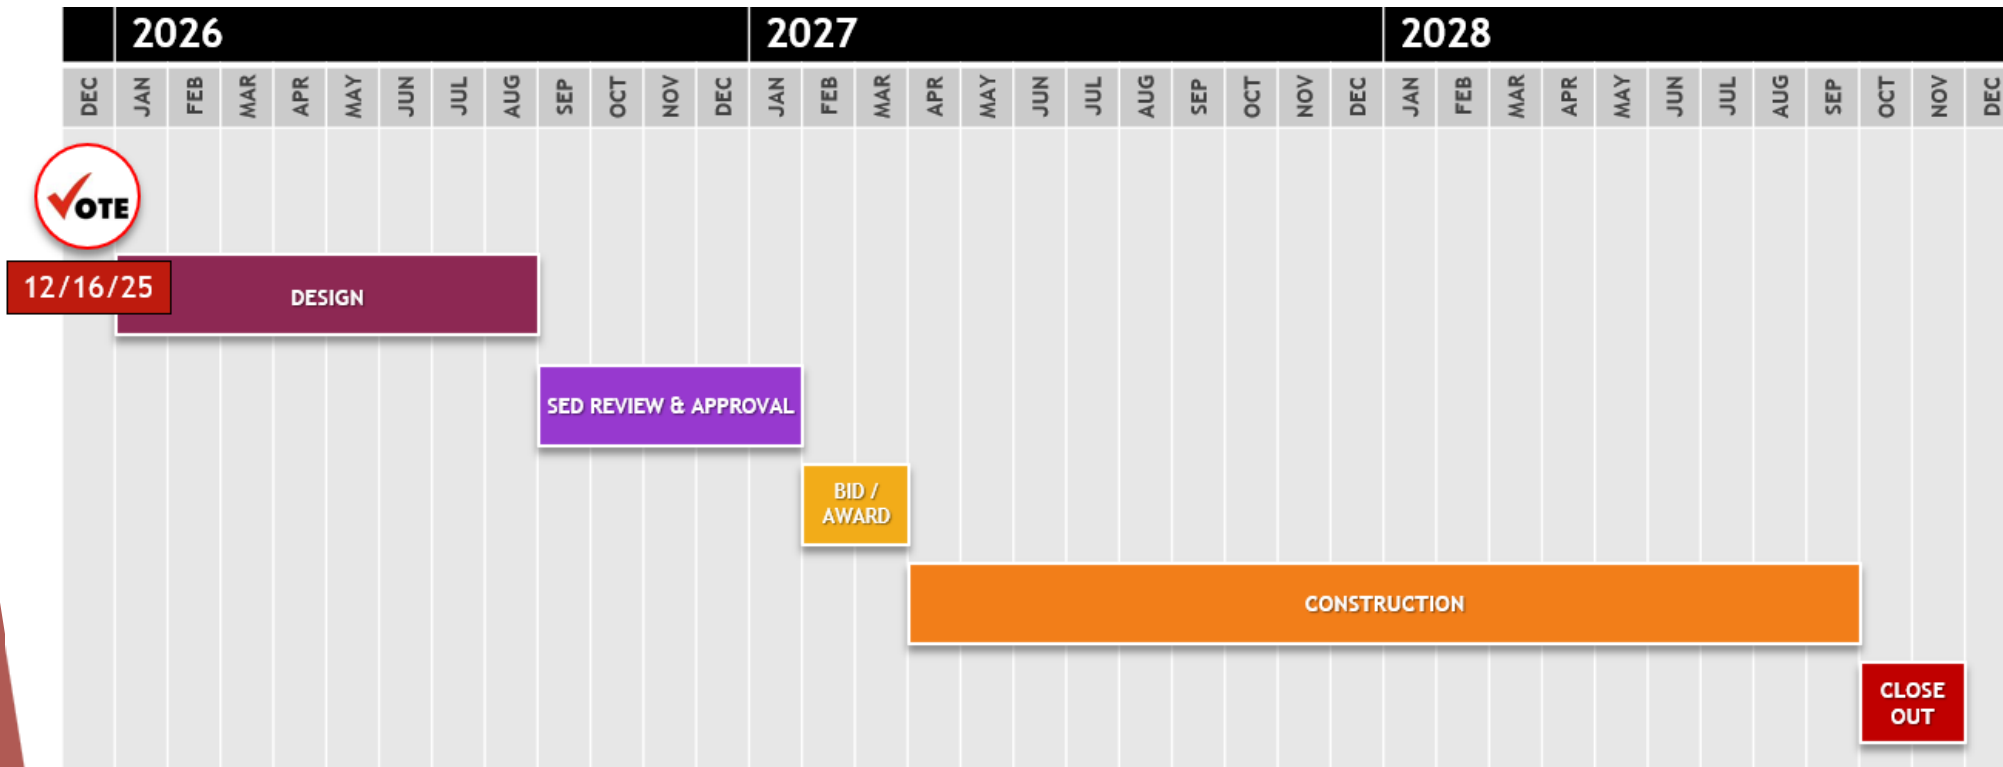 2026 2027 2028
DEC JAN FEB MAR APR MAY JUN JUL AUG SEP OCT NOV DEC JAN FEB MAR APR MAY JUN JUL AUG SEP OCT NOV DEC JAN FEB MAR APR MAY JUN JUL AUG SEP OCT NOV DEC
VOTE
12/16/25
DESIGN
SED REVIEW & APPROVAL
BID /
AWARD
CONSTRUCTION
CLOSE
OUT